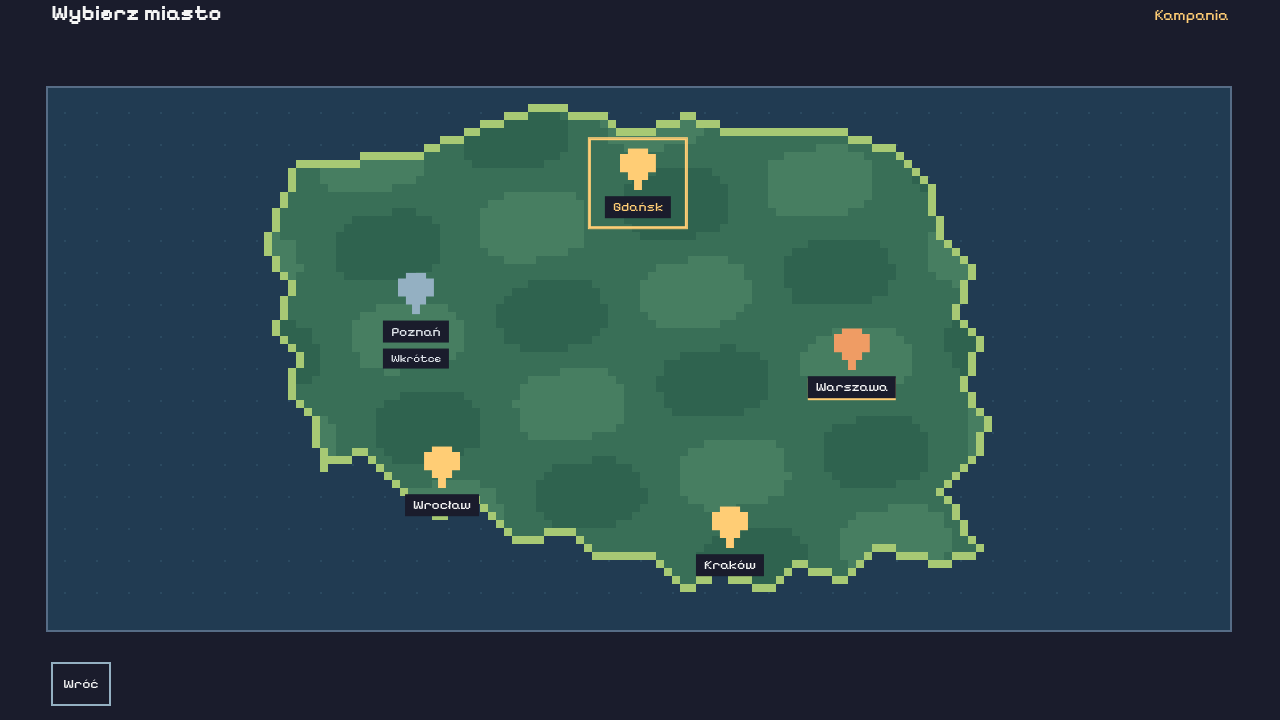 Wybierz miasto
Kampania
Gdańsk
Poznań
Wkrótce
Warszawa
Wrocław
Kraków
Wróć